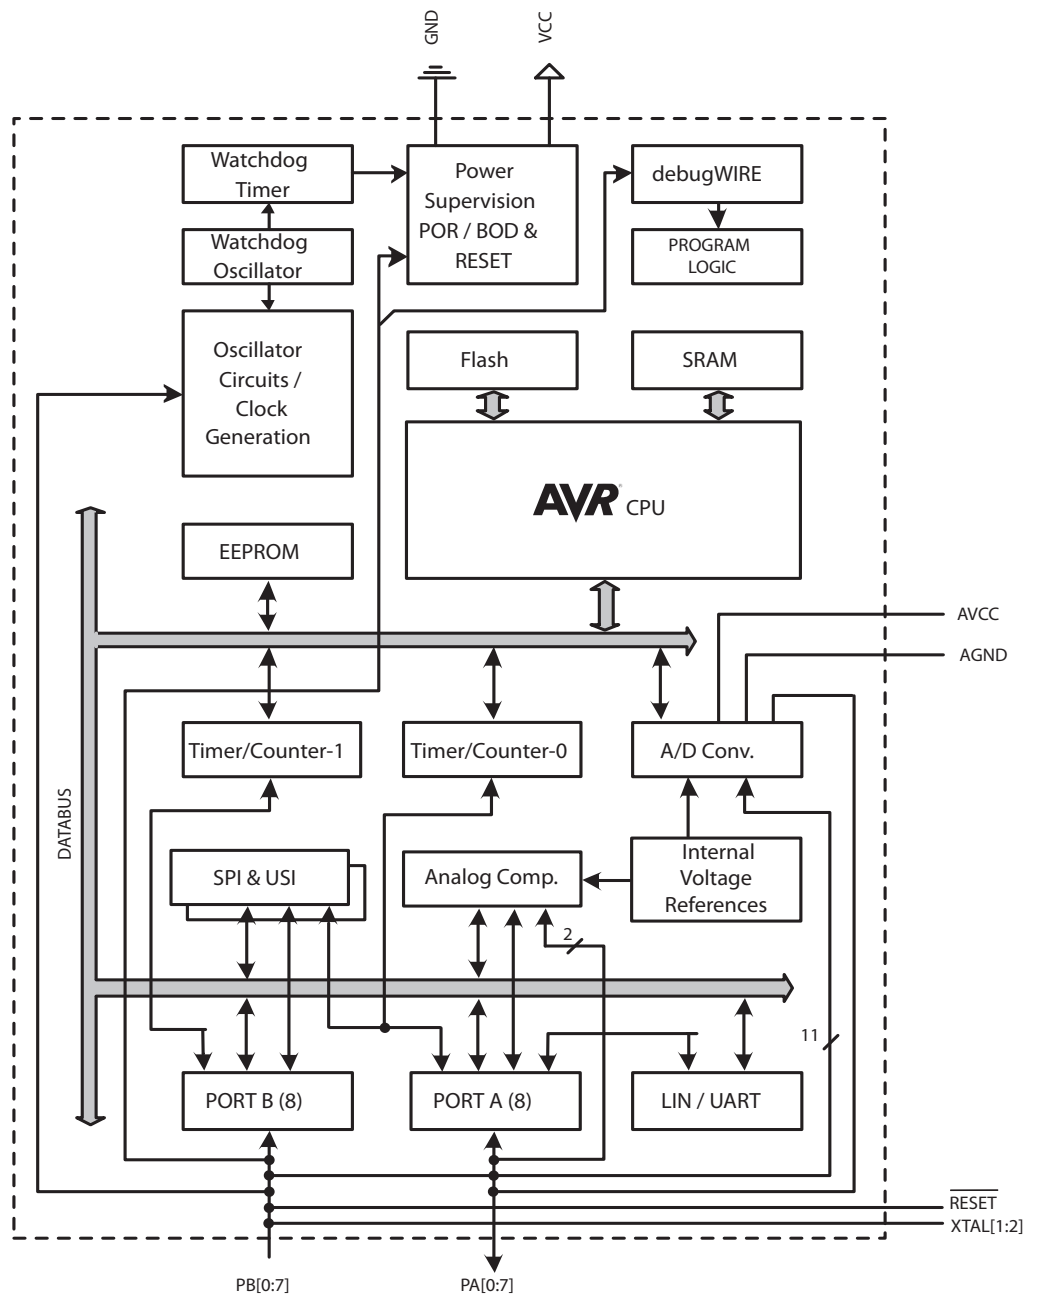 GND
VCC
Watchdog
Timer
Power
Supervision
POR / BOD &
RESET
debugWIRE
Watchdog
Oscillator
PROGRAM
LOGIC
Oscillator
Circuits /
Clock
Generation
Flash
SRAM
AVR® CPU
EEPROM
AVCC
AGND
Timer/Counter-1
Timer/Counter-0
A/D Conv.
DATABUS
SPI & USI
Analog Comp.
Internal
Voltage
References
2
11
PORT B (8)
PORT A (8)
LIN / UART
RESET
XTAL[1:2]
PB[0:7]
PA[0:7]